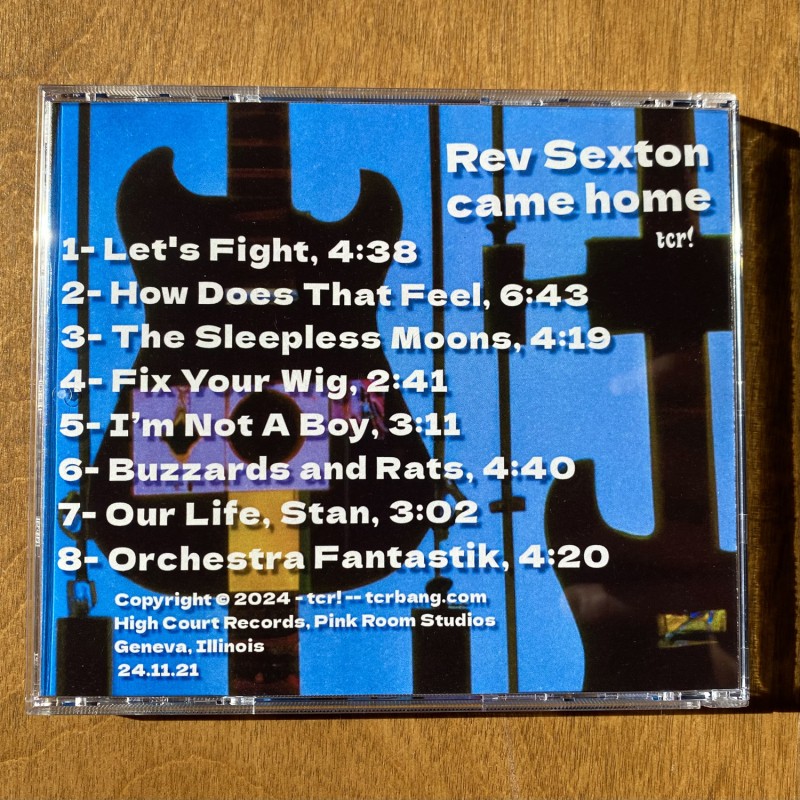 Rev Sexton
came home
tcr!
1- Let's Fight, 4:38
2- How Does That Feel, 6:43
3- The Sleepless Moons, 4:19
4- Fix Your Wig, 2:41
5- I’m Not A Boy, 3:11
6- Buzzards and Rats, 4:40
7- Our Life, Stan, 3:02
8- Orchestra Fantastik, 4:20
Copyright © 2024 - tcr! -- tcrbang.com
High Court Records, Pink Room Studios
Geneva, Illinois
24.11.21